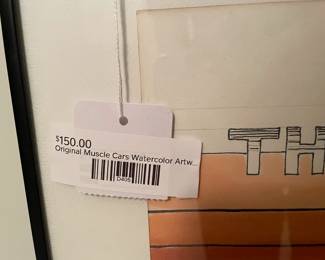 $150.00
Original Muscle Cars Watercolor Artw...
TH